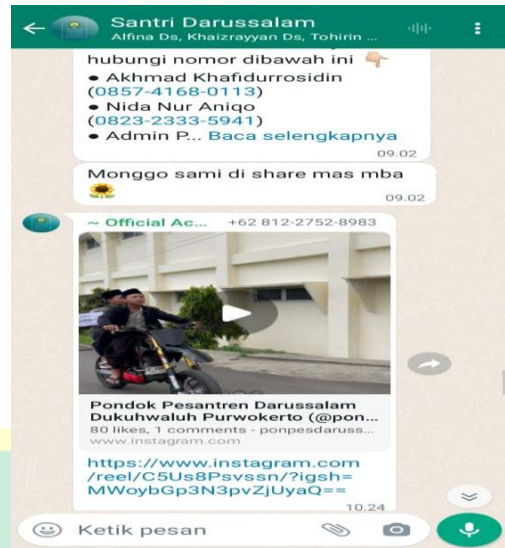 Santri Darussalam
Alfina Ds, Khaizrayyan Ds, Tohirin ...
hubungi nomor dibawah ini 👇🏻
● Akhmad Khafidurrosidin
(0857-4168-0113)
● Nida Nur Aniqo
(0823-2333-5941)
● Admin P... Baca selengkapnya
09.02
Monggo sami di share mas mba
🌻
09.02
~ Official Ac... +62 812-2752-8983
Pondok Pesantren Darussalam
Dukuhwaluh Purwokerto (@pon...
80 likes, 1 comments - ponpesdaruss...
www.instagram.com
https://www.instagram.com
/reel/C5Us8Psvssn/?igsh=
MWoybGp3N3pvZjUyaQ==
10.24
Ketik pesan